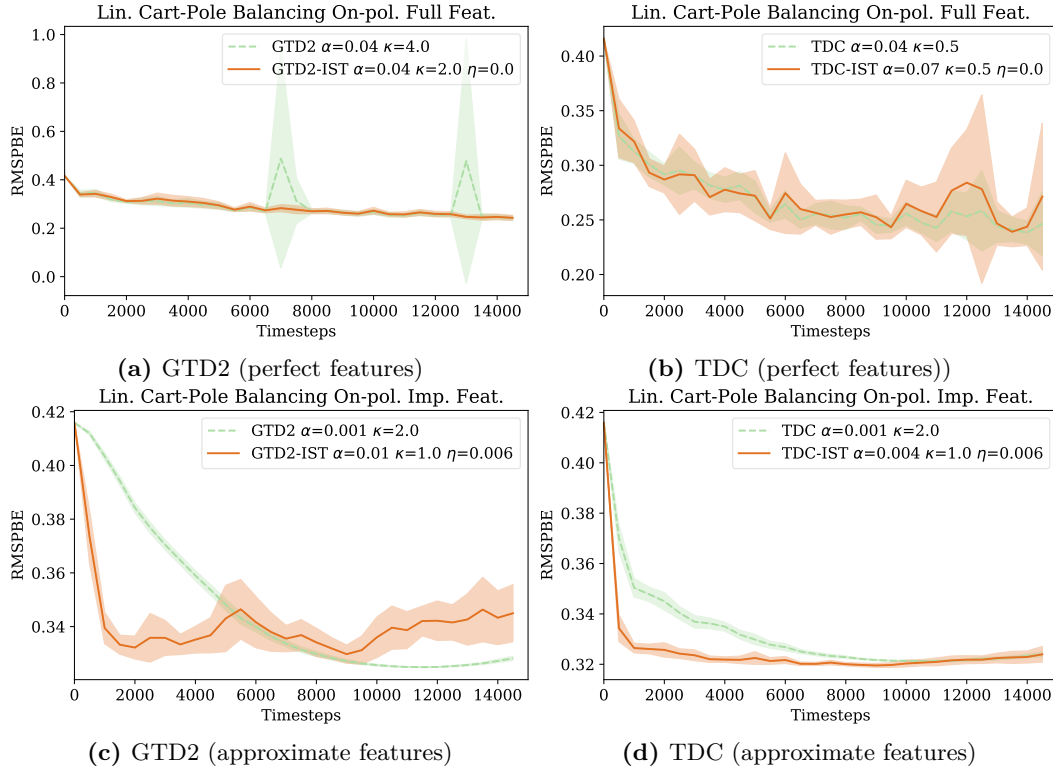 Lin. Cart-Pole Balancing On-pol. Full Feat.
GTD2 α=0.04 κ=4.0
GTD2-IST α=0.04 κ=2.0 η=0.0
RMSPBE
1.0
0.8
0.6
0.4
0.2
0.0
0 2000 4000 6000 8000 10000 12000 14000
Timesteps
(a) GTD2 (perfect features)
Lin. Cart-Pole Balancing On-pol. Full Feat.
TDC α=0.04 κ=0.5
TDC-IST α=0.07 κ=0.5 η=0.0
RMSPBE
0.40
0.35
0.30
0.25
0.20
0 2000 4000 6000 8000 10000 12000 14000
Timesteps
(b) TDC (perfect features))
Lin. Cart-Pole Balancing On-pol. Imp. Feat.
GTD2 α=0.001 κ=2.0
GTD2-IST α=0.01 κ=1.0 η=0.006
RMSPBE
0.42
0.40
0.38
0.36
0.34
0 2000 4000 6000 8000 10000 12000 14000
Timesteps
(c) GTD2 (approximate features)
Lin. Cart-Pole Balancing On-pol. Imp. Feat.
TDC α=0.001 κ=2.0
TDC-IST α=0.004 κ=1.0 η=0.006
RMSPBE
0.42
0.40
0.38
0.36
0.34
0.32
0 2000 4000 6000 8000 10000 12000 14000
Timesteps
(d) TDC (approximate features)